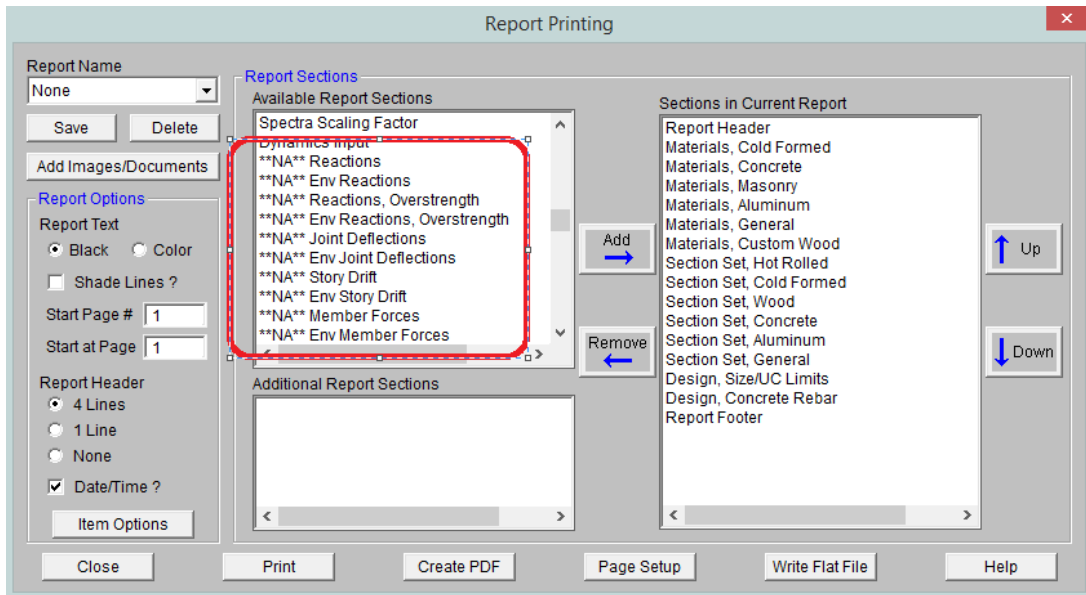 Report Printing
Report Name
None
Save
Delete
Add Images/Documents
Report Options
Report Text
Black
Color
Shade Lines ?
Start Page #
1
Start at Page
1
Report Header
4 Lines
1 Line
None
Date/Time ?
Item Options
Report Sections
Available Report Sections
Spectra Scaling Factor
Dynamics Input
**NA** Reactions
**NA** Env Reactions
**NA** Reactions, Overstrength
**NA** Env Reactions, Overstrength
**NA** Joint Deflections
**NA** Env Joint Deflections
**NA** Story Drift
**NA** Env Story Drift
**NA** Member Forces
**NA** Env Member Forces
Additional Report Sections
Add
Remove
Sections in Current Report
Report Header
Materials, Cold Formed
Materials, Concrete
Materials, Masonry
Materials, Aluminum
Materials, General
Materials, Custom Wood
Section Set, Hot Rolled
Section Set, Cold Formed
Section Set, Wood
Section Set, Concrete
Section Set, Aluminum
Section Set, General
Design, Size/UC Limits
Design, Concrete Rebar
Report Footer
Up
Down
Close
Print
Create PDF
Page Setup
Write Flat File
Help